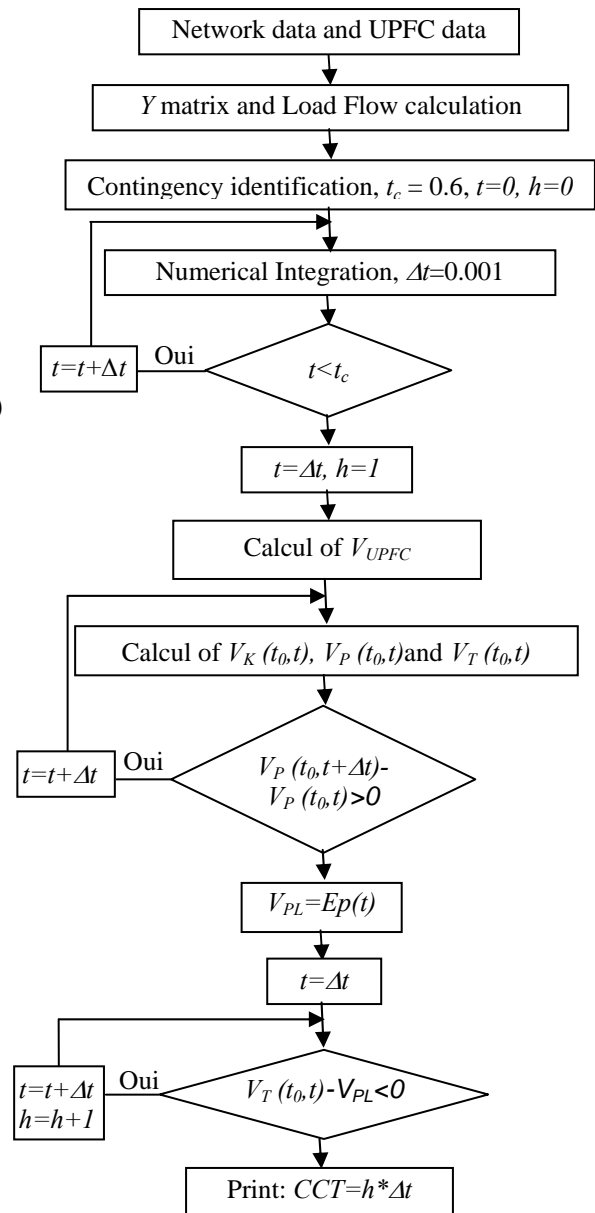 Network data and UPFC data
Y matrix and Load Flow calculation
Contingency identification, t_c = 0.6, t=0, h=0
Numerical Integration, Δt=0.001
t=t+Δt
Oui
t<t_c
)
t=Δt, h=1
Calcul of V_UPFC
Calcul of V_K (t_0,t), V_P (t_0,t)and V_T (t_0,t)
t=t+Δt
Oui
V_P (t_0,t+Δt)-
V_P (t_0,t)>0
V_PL=Ep(t)
t=Δt
t=t+Δt
h=h+1
Oui
V_T (t_0,t)-V_PL<0
Print: CCT=h*Δt